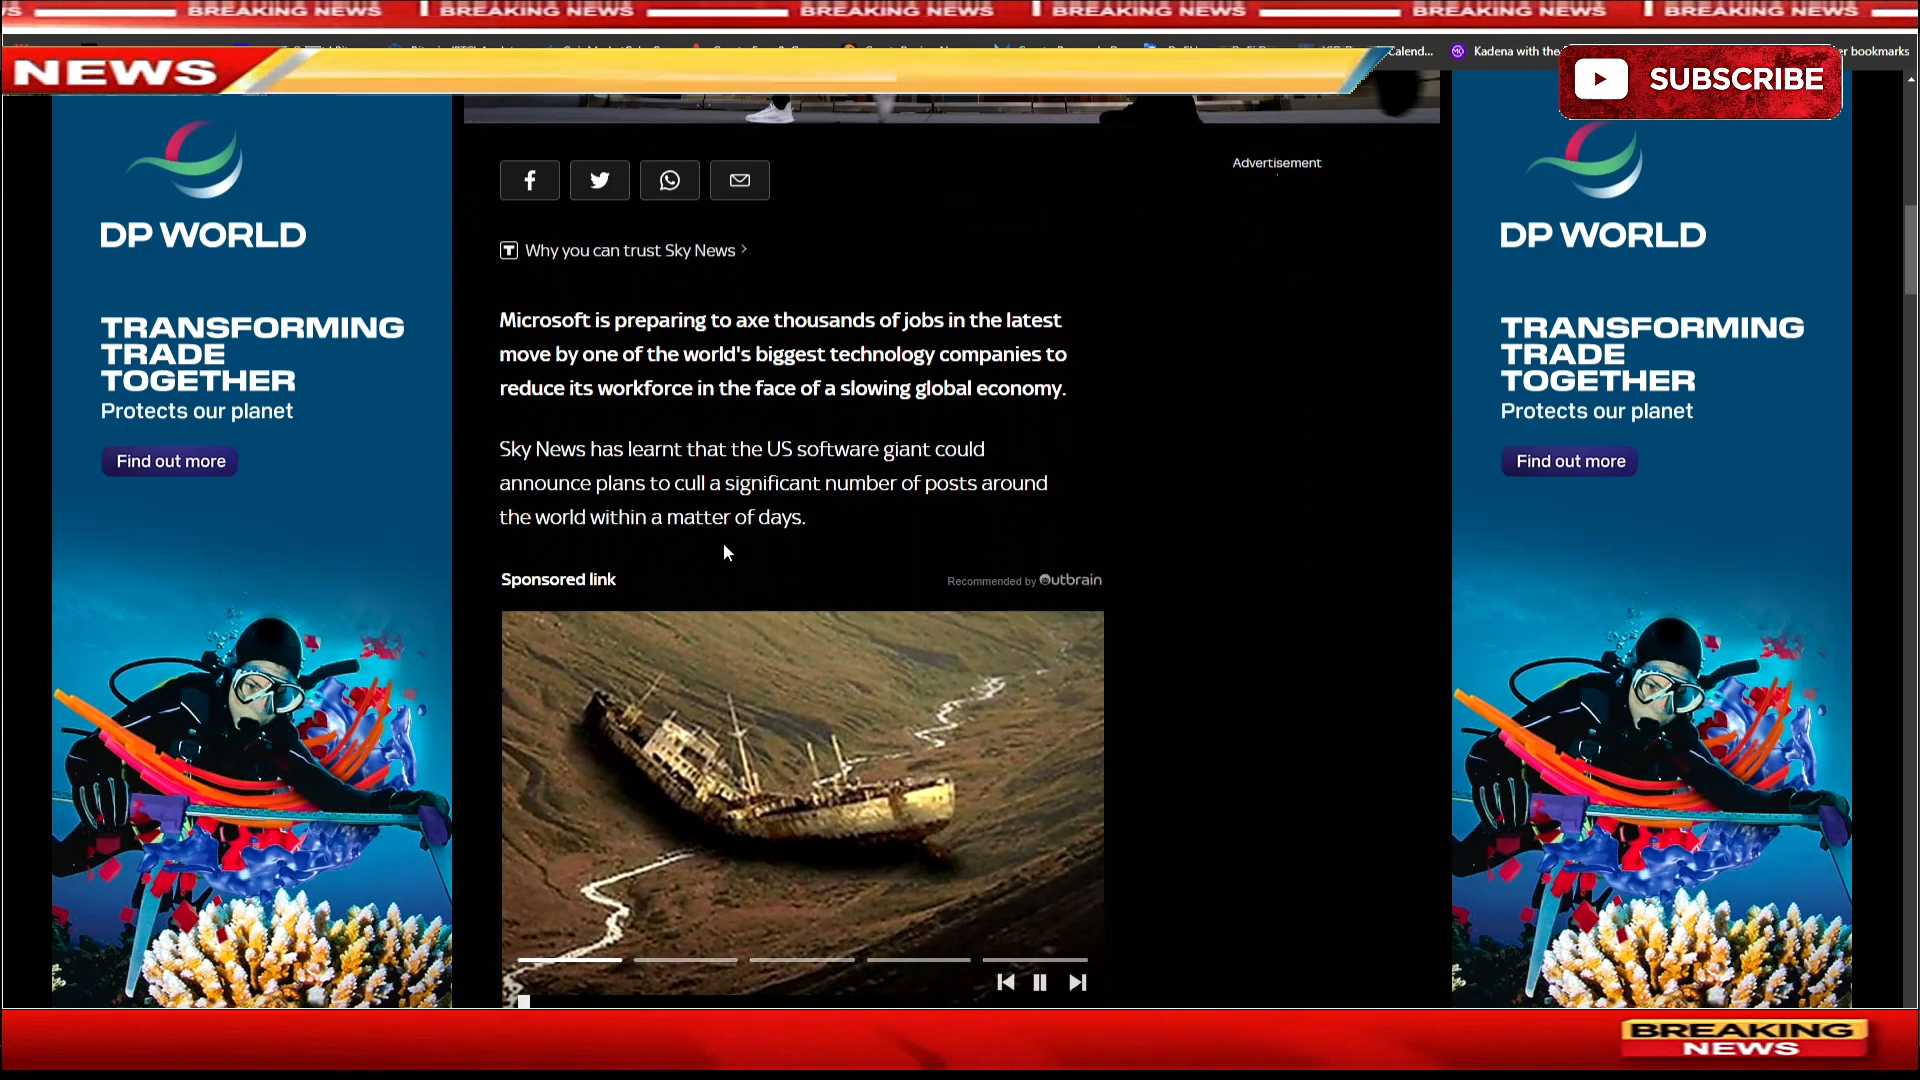 BREAKING NEWS BREAKING NEWS BREAKING NEWS BREAKING NEWS BREAKING NEWS BREAKING NEWS
Calend... Kadena with the
er bookmarks
NEWS
SUBSCRIBE
Advertisement
DP WORLD
TRANSFORMING
TRADE
TOGETHER
Protects our planet
Find out more
Why you can trust Sky News
Microsoft is preparing to axe thousands of jobs in the latest
move by one of the world's biggest technology companies to
reduce its workforce in the face of a slowing global economy.
Sky News has learnt that the US software giant could
announce plans to cull a significant number of posts around
the world within a matter of days.
Sponsored link
Recommended by Outbrain
DP WORLD
TRANSFORMING
TRADE
TOGETHER
Protects our planet
Find out more
BREAKING
NEWS